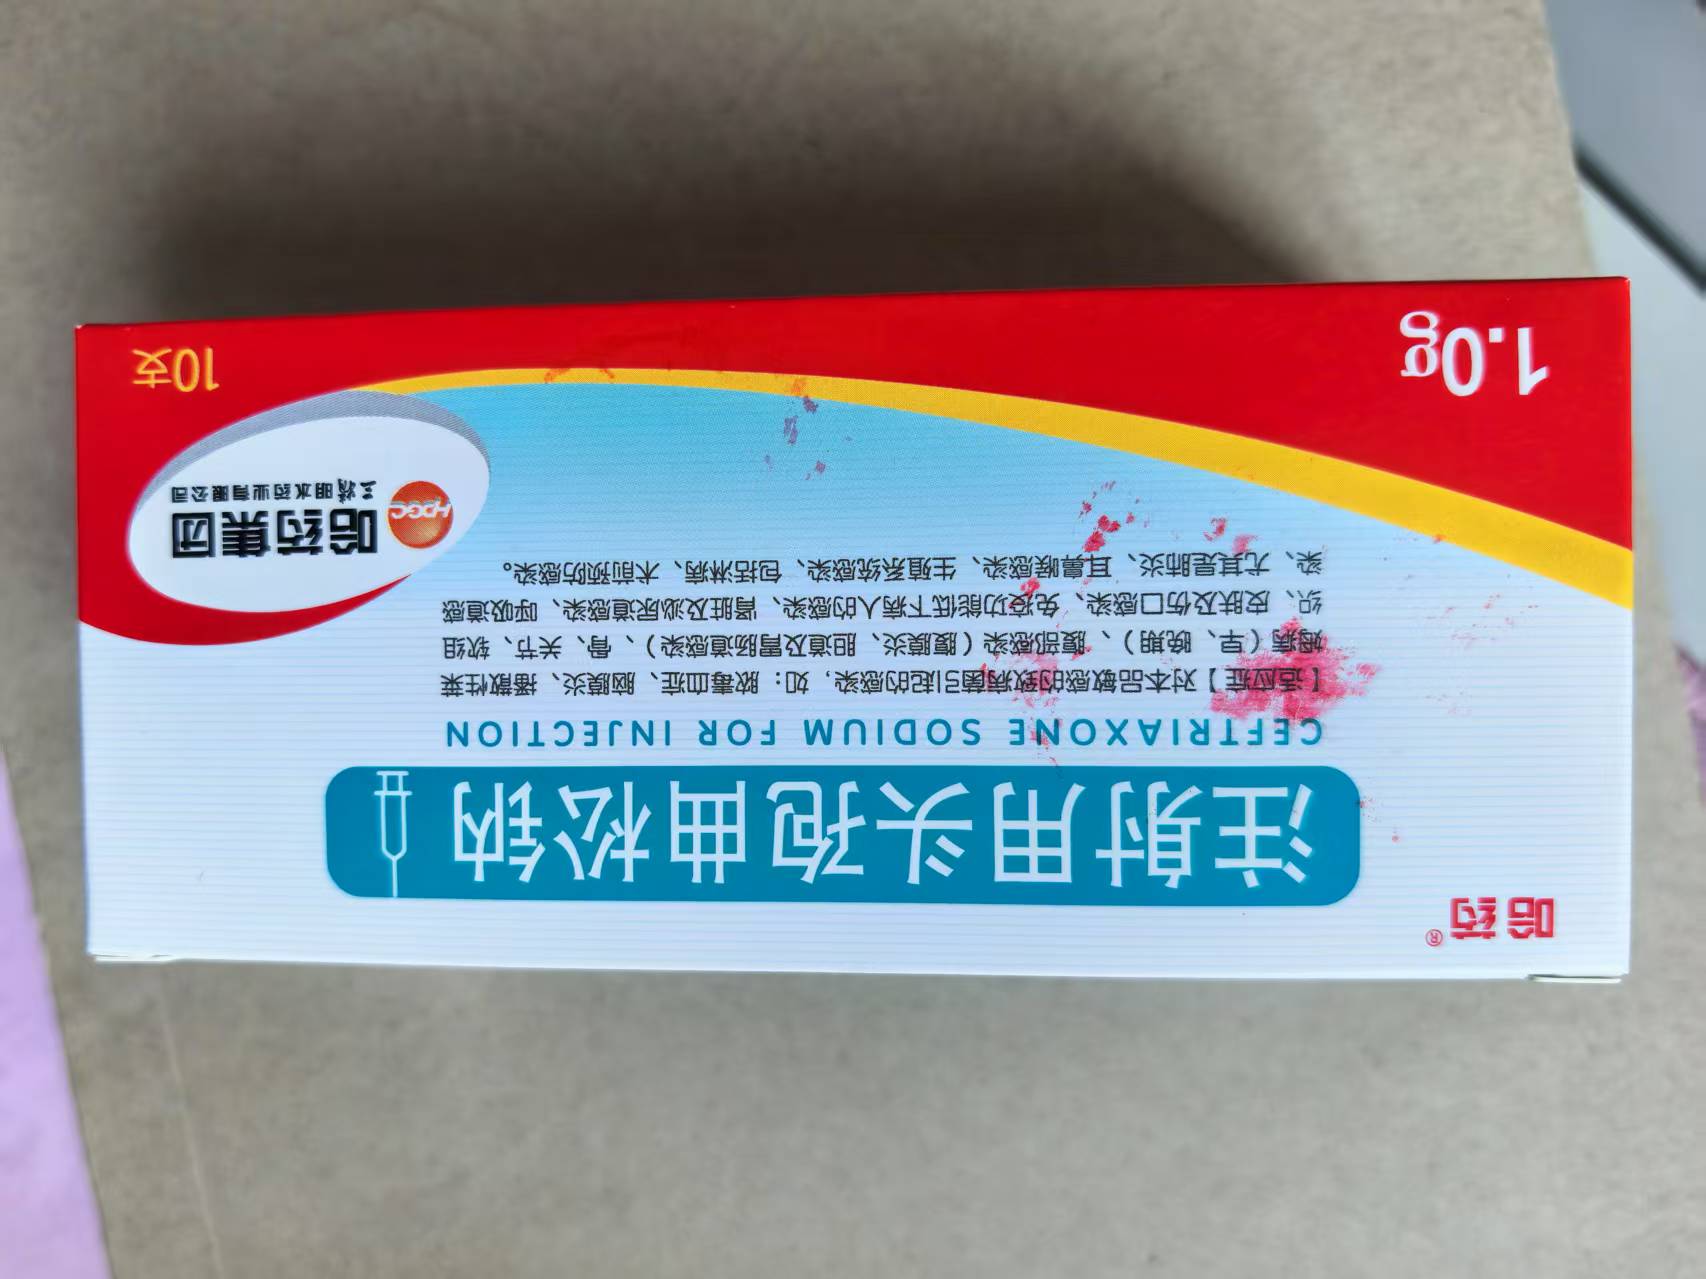 哈药®
注射用头孢曲松钠
CEFTRIAXONE SODIUM FOR INJECTION
【适应症】对本品敏感的致病菌引起的感染，如：脓毒血症、脑膜炎、播散性莱
姆病（早、晚期）、腹部感染（腹膜炎、胆道及胃肠道感染）、骨、关节、软组
织、皮肤及伤口感染、免疫功能低下病人的感染、肾脏及泌尿道感染、呼吸道感
染、尤其是肺炎、耳鼻喉感染、生殖系统感染、包括淋病、术前预防感染。
HPGC
哈药集团
三精明水药业有限公司
1.0g
10支